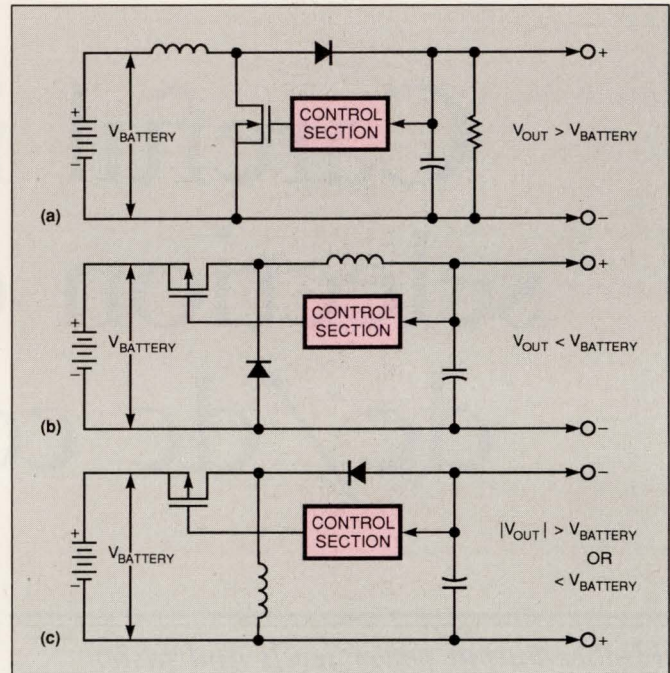 +
V_BATTERY
−
CONTROL
SECTION
+
V_OUT > V_BATTERY
−
(a)
+
V_BATTERY
−
CONTROL
SECTION
+
V_OUT < V_BATTERY
−
(b)
+
V_BATTERY
−
CONTROL
SECTION
−
|V_OUT| > V_BATTERY
OR
< V_BATTERY
+
(c)